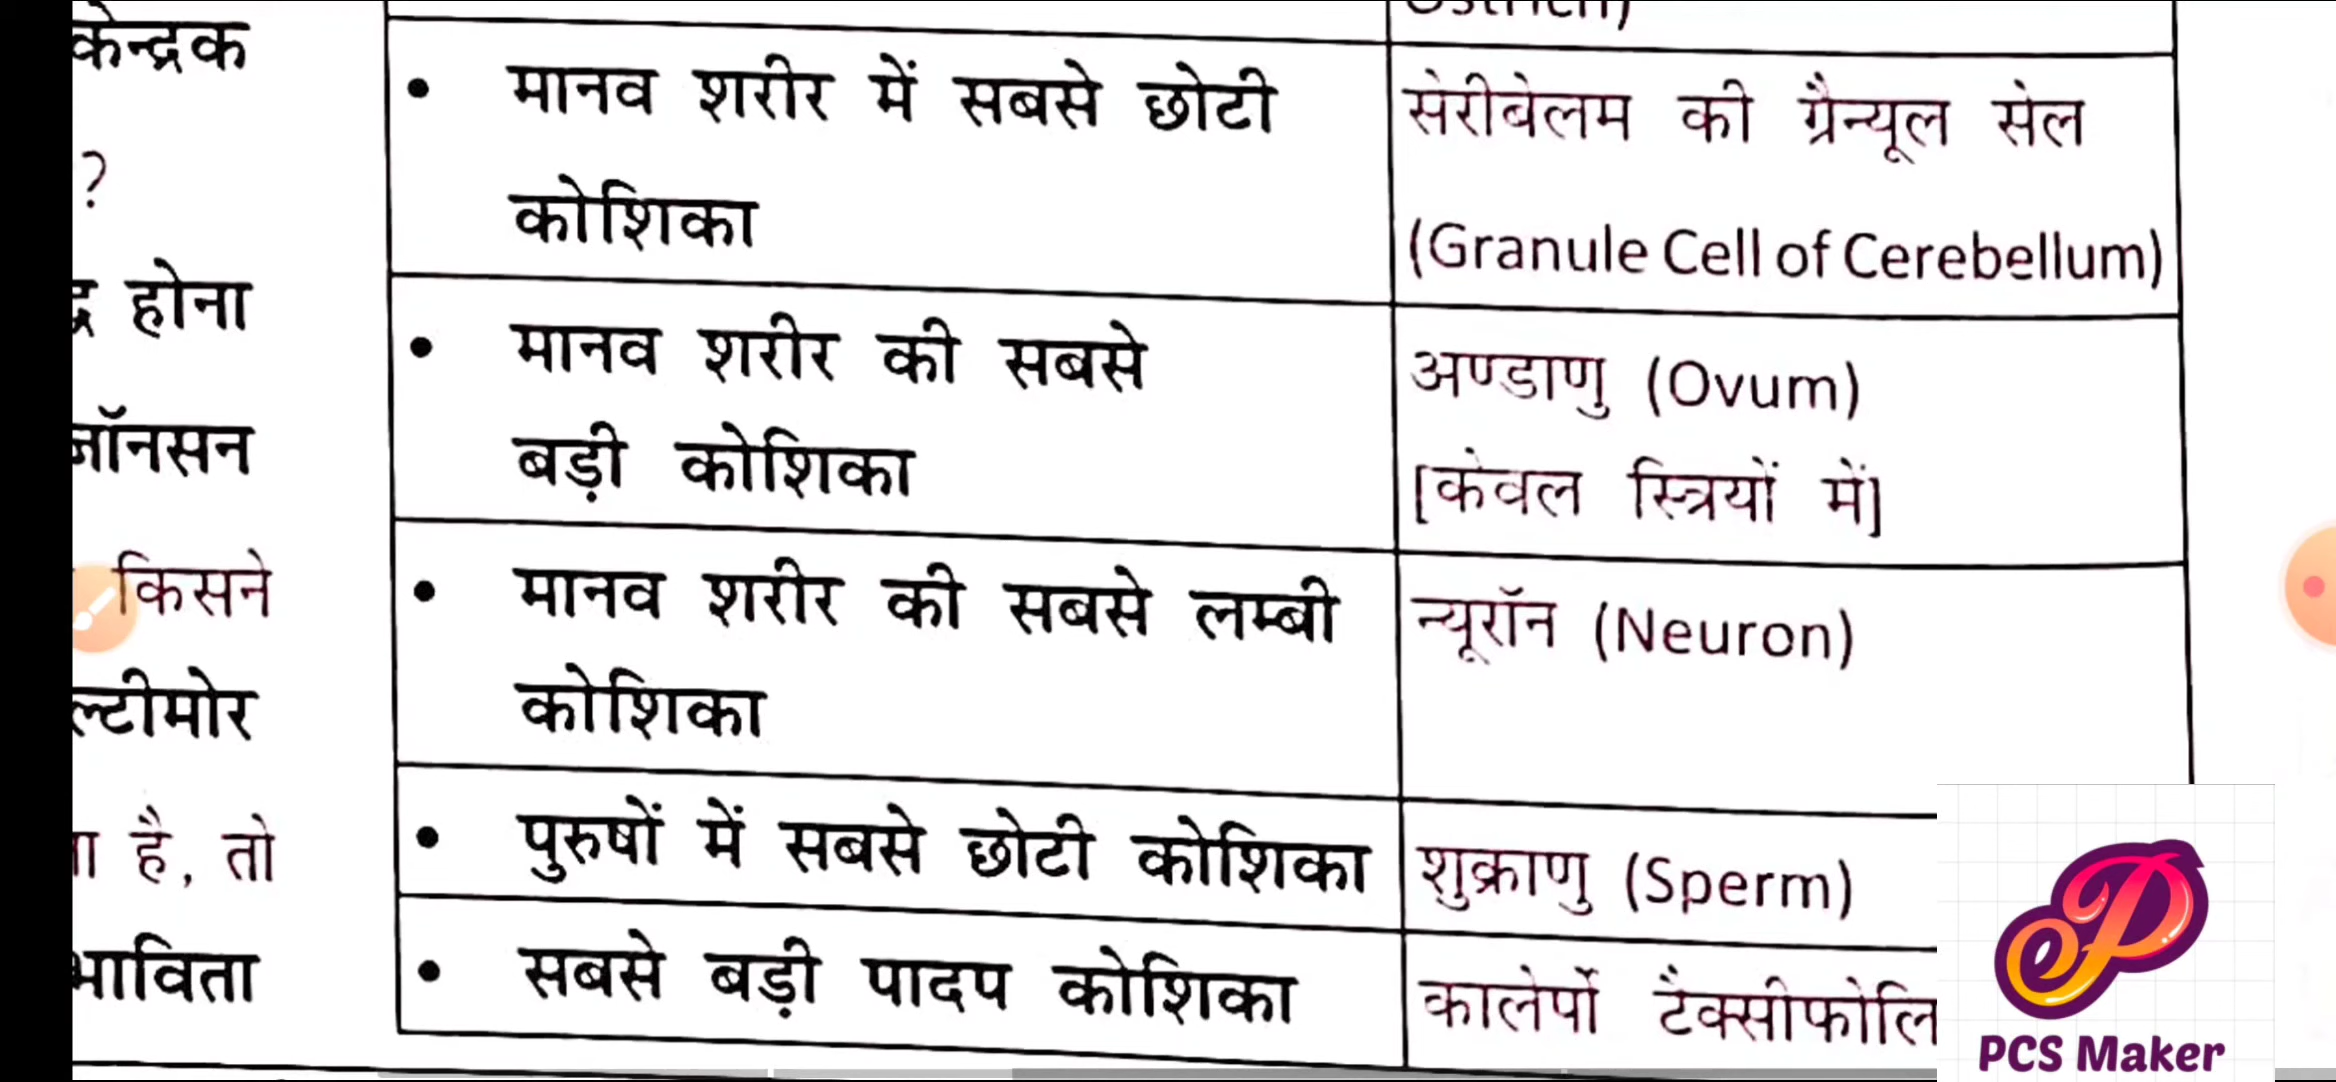 केन्द्रक
?
होना
जॉनसन
किसने
ल्टीमोर
है, तो
भाविता
• मानव शरीर में सबसे छोटी
कोशिका
सेरीबेलम की ग्रैन्यूल सेल
(Granule Cell of Cerebellum)
• मानव शरीर की सबसे
बड़ी कोशिका
अण्डाणु (Ovum)
[केवल स्त्रियों में]
• मानव शरीर की सबसे लम्बी
कोशिका
न्यूरॉन (Neuron)
• पुरुषों में सबसे छोटी कोशिका
शुक्राणु (Sperm)
• सबसे बड़ी पादप कोशिका
कालेर्पो टैक्सीफोलि
PCS Maker